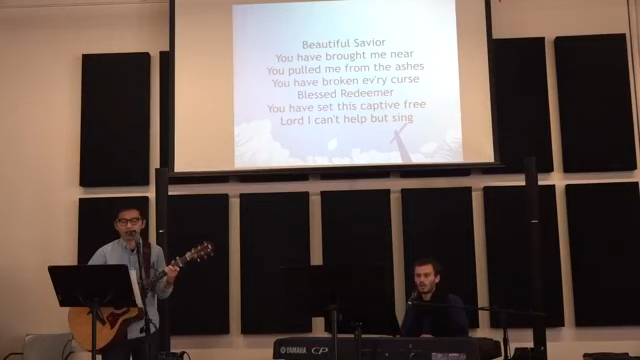 Beautiful Savior
You have brought me near
You pulled me from the ashes
You have broken ev'ry curse
Blessed Redeemer
You have set this captive free
Lord I can't help but sing
YAMAHA CP